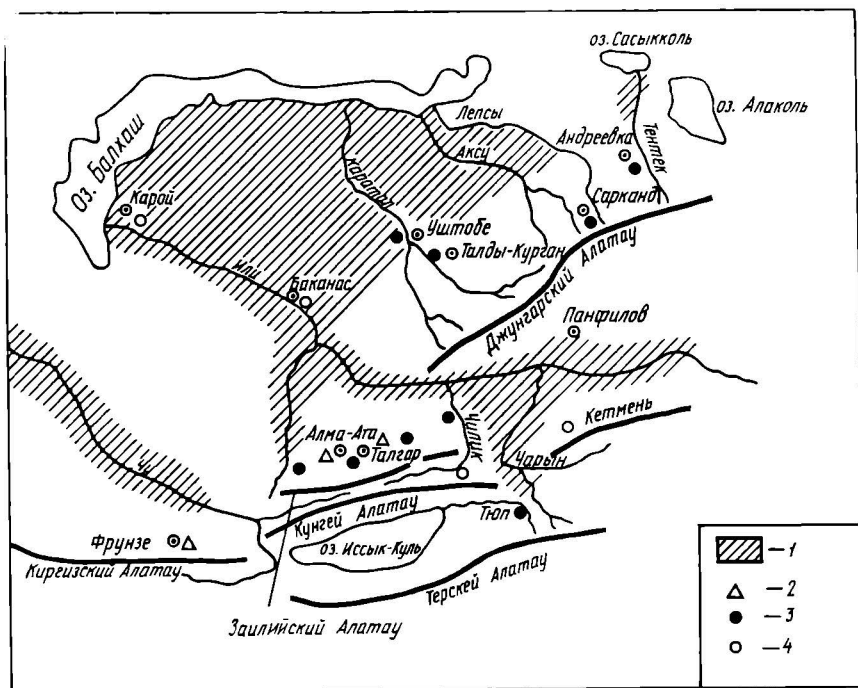 оз. Сасыкколь
оз. Алаколь
Оз. Балхаш
Лепсы
Андреевка
Тентек
Аксу
Каратал
Карой
Сарканд
Уштобе
Талды-Курган
или
Баканас
Джунгарский Алатау
Панфилов
Алма-Ата
Талгар
Чилик
Кетмень
Чарын
Чу
Кунгей Алатау
Тюп
Фрунзе
оз. Иссык-Куль
Киргизский Алатау
Терскей Алатау
Заилийский Алатау
— 1
— 2
— 3
— 4